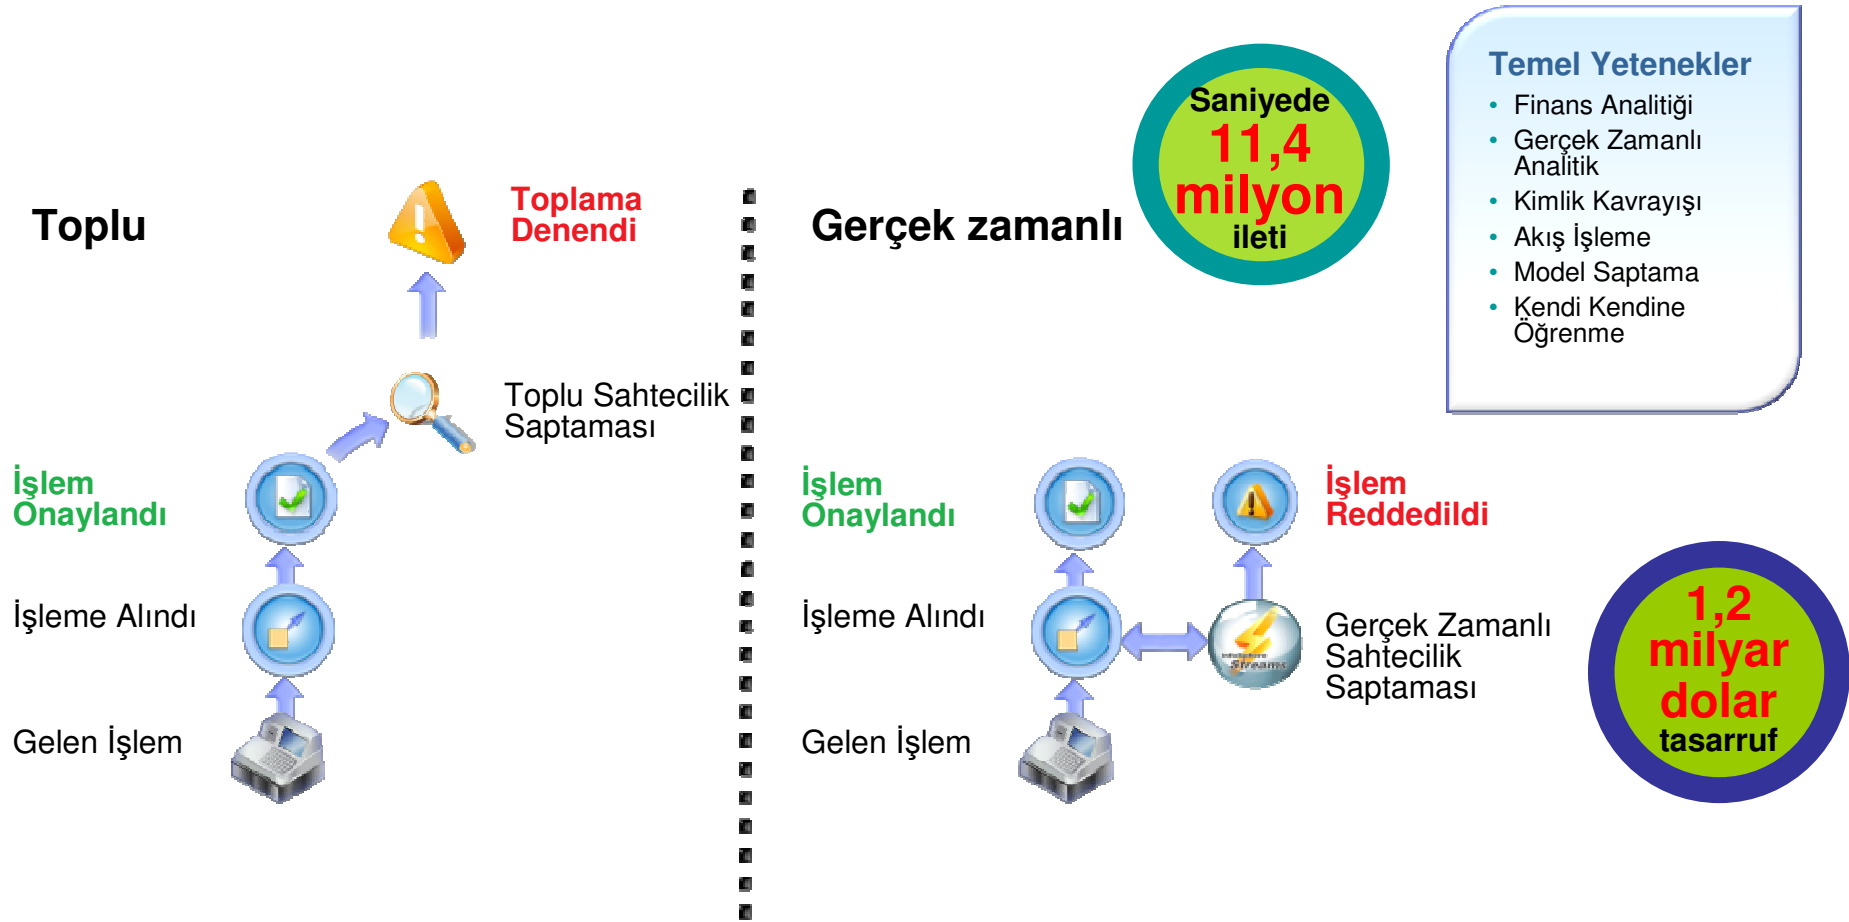 Toplu
Toplama
Denendi
Toplu Sahtecilik
Saptaması
İşlem
Onaylandı
İşleme Alındı
Gelen İşlem
Gerçek zamanlı
Saniyede
11,4
milyon
ileti
Temel Yetenekler
• Finans Analitiği
• Gerçek Zamanlı
Analitik
• Kimlik Kavrayışı
• Akış İşleme
• Model Saptama
• Kendi Kendine
Öğrenme
İşlem
Onaylandı
İşlem
Reddedildi
İşleme Alındı
Streams
Gerçek Zamanlı
Sahtecilik
Saptaması
Gelen İşlem
1,2
milyar
dolar
tasarruf